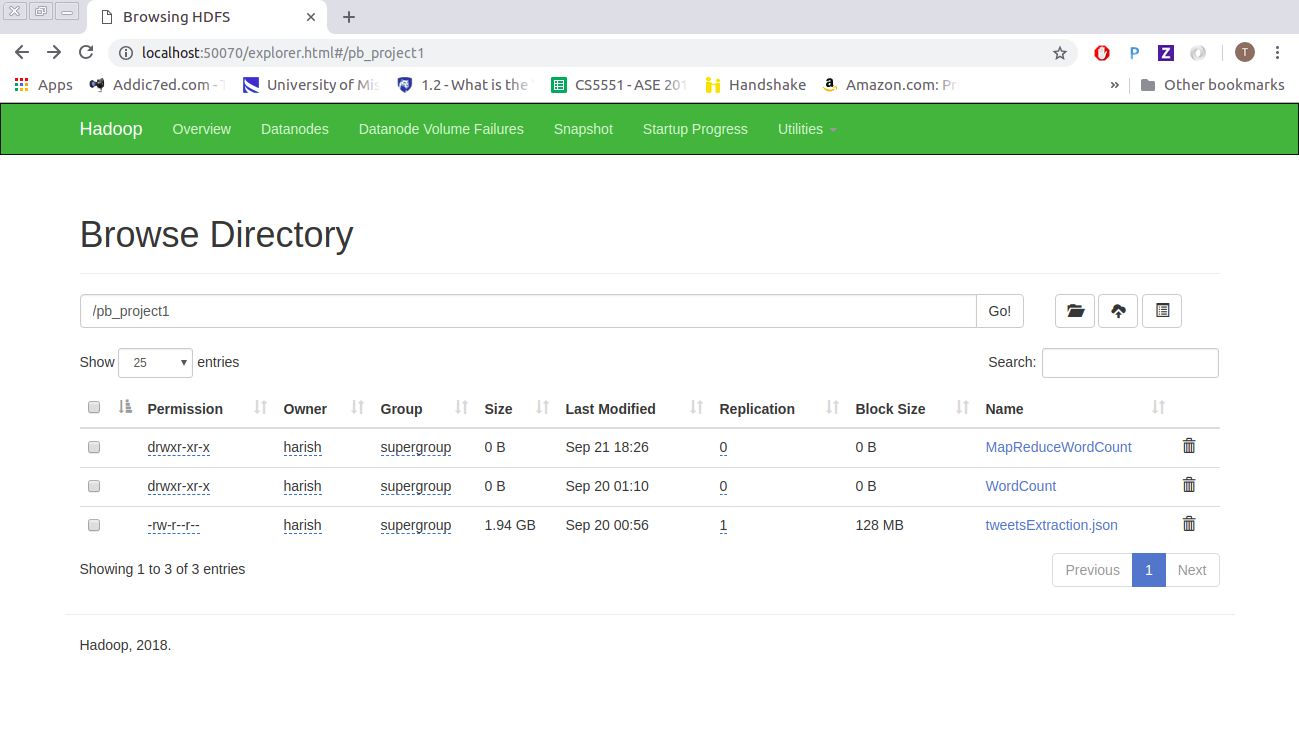 Browsing HDFS
localhost:50070/explorer.html#/pb_project1
T
Apps Addic7ed.com - University of Mis 1.2 - What is the CS5551 - ASE 201 Handshake Amazon.com: Pr » Other bookmarks
Hadoop Overview Datanodes Datanode Volume Failures Snapshot Startup Progress Utilities
Browse Directory
/pb_project1 Go!
Show 25 entries Search:
Permission Owner Group Size Last Modified Replication Block Size Name
drwxr-xr-x harish supergroup 0 B Sep 21 18:26 0 0 B MapReduceWordCount
drwxr-xr-x harish supergroup 0 B Sep 20 01:10 0 0 B WordCount
-rw-r--r-- harish supergroup 1.94 GB Sep 20 00:56 1 128 MB tweetsExtraction.json
Showing 1 to 3 of 3 entries Previous 1 Next
Hadoop, 2018.